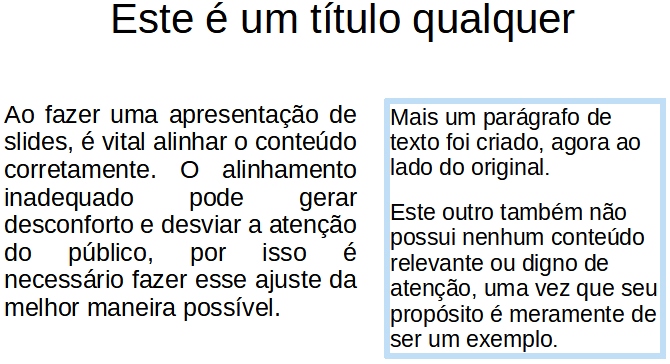 Este é um título qualquer
Ao fazer uma apresentação de
slides, é vital alinhar o conteúdo
corretamente. O alinhamento
inadequado pode gerar
desconforto e desviar a atenção
do público, por isso é
necessário fazer esse ajuste da
melhor maneira possível.
Mais um parágrafo de
texto foi criado, agora ao
lado do original.
Este outro também não
possui nenhum conteúdo
relevante ou digno de
atenção, uma vez que seu
propósito é meramente de
ser um exemplo.